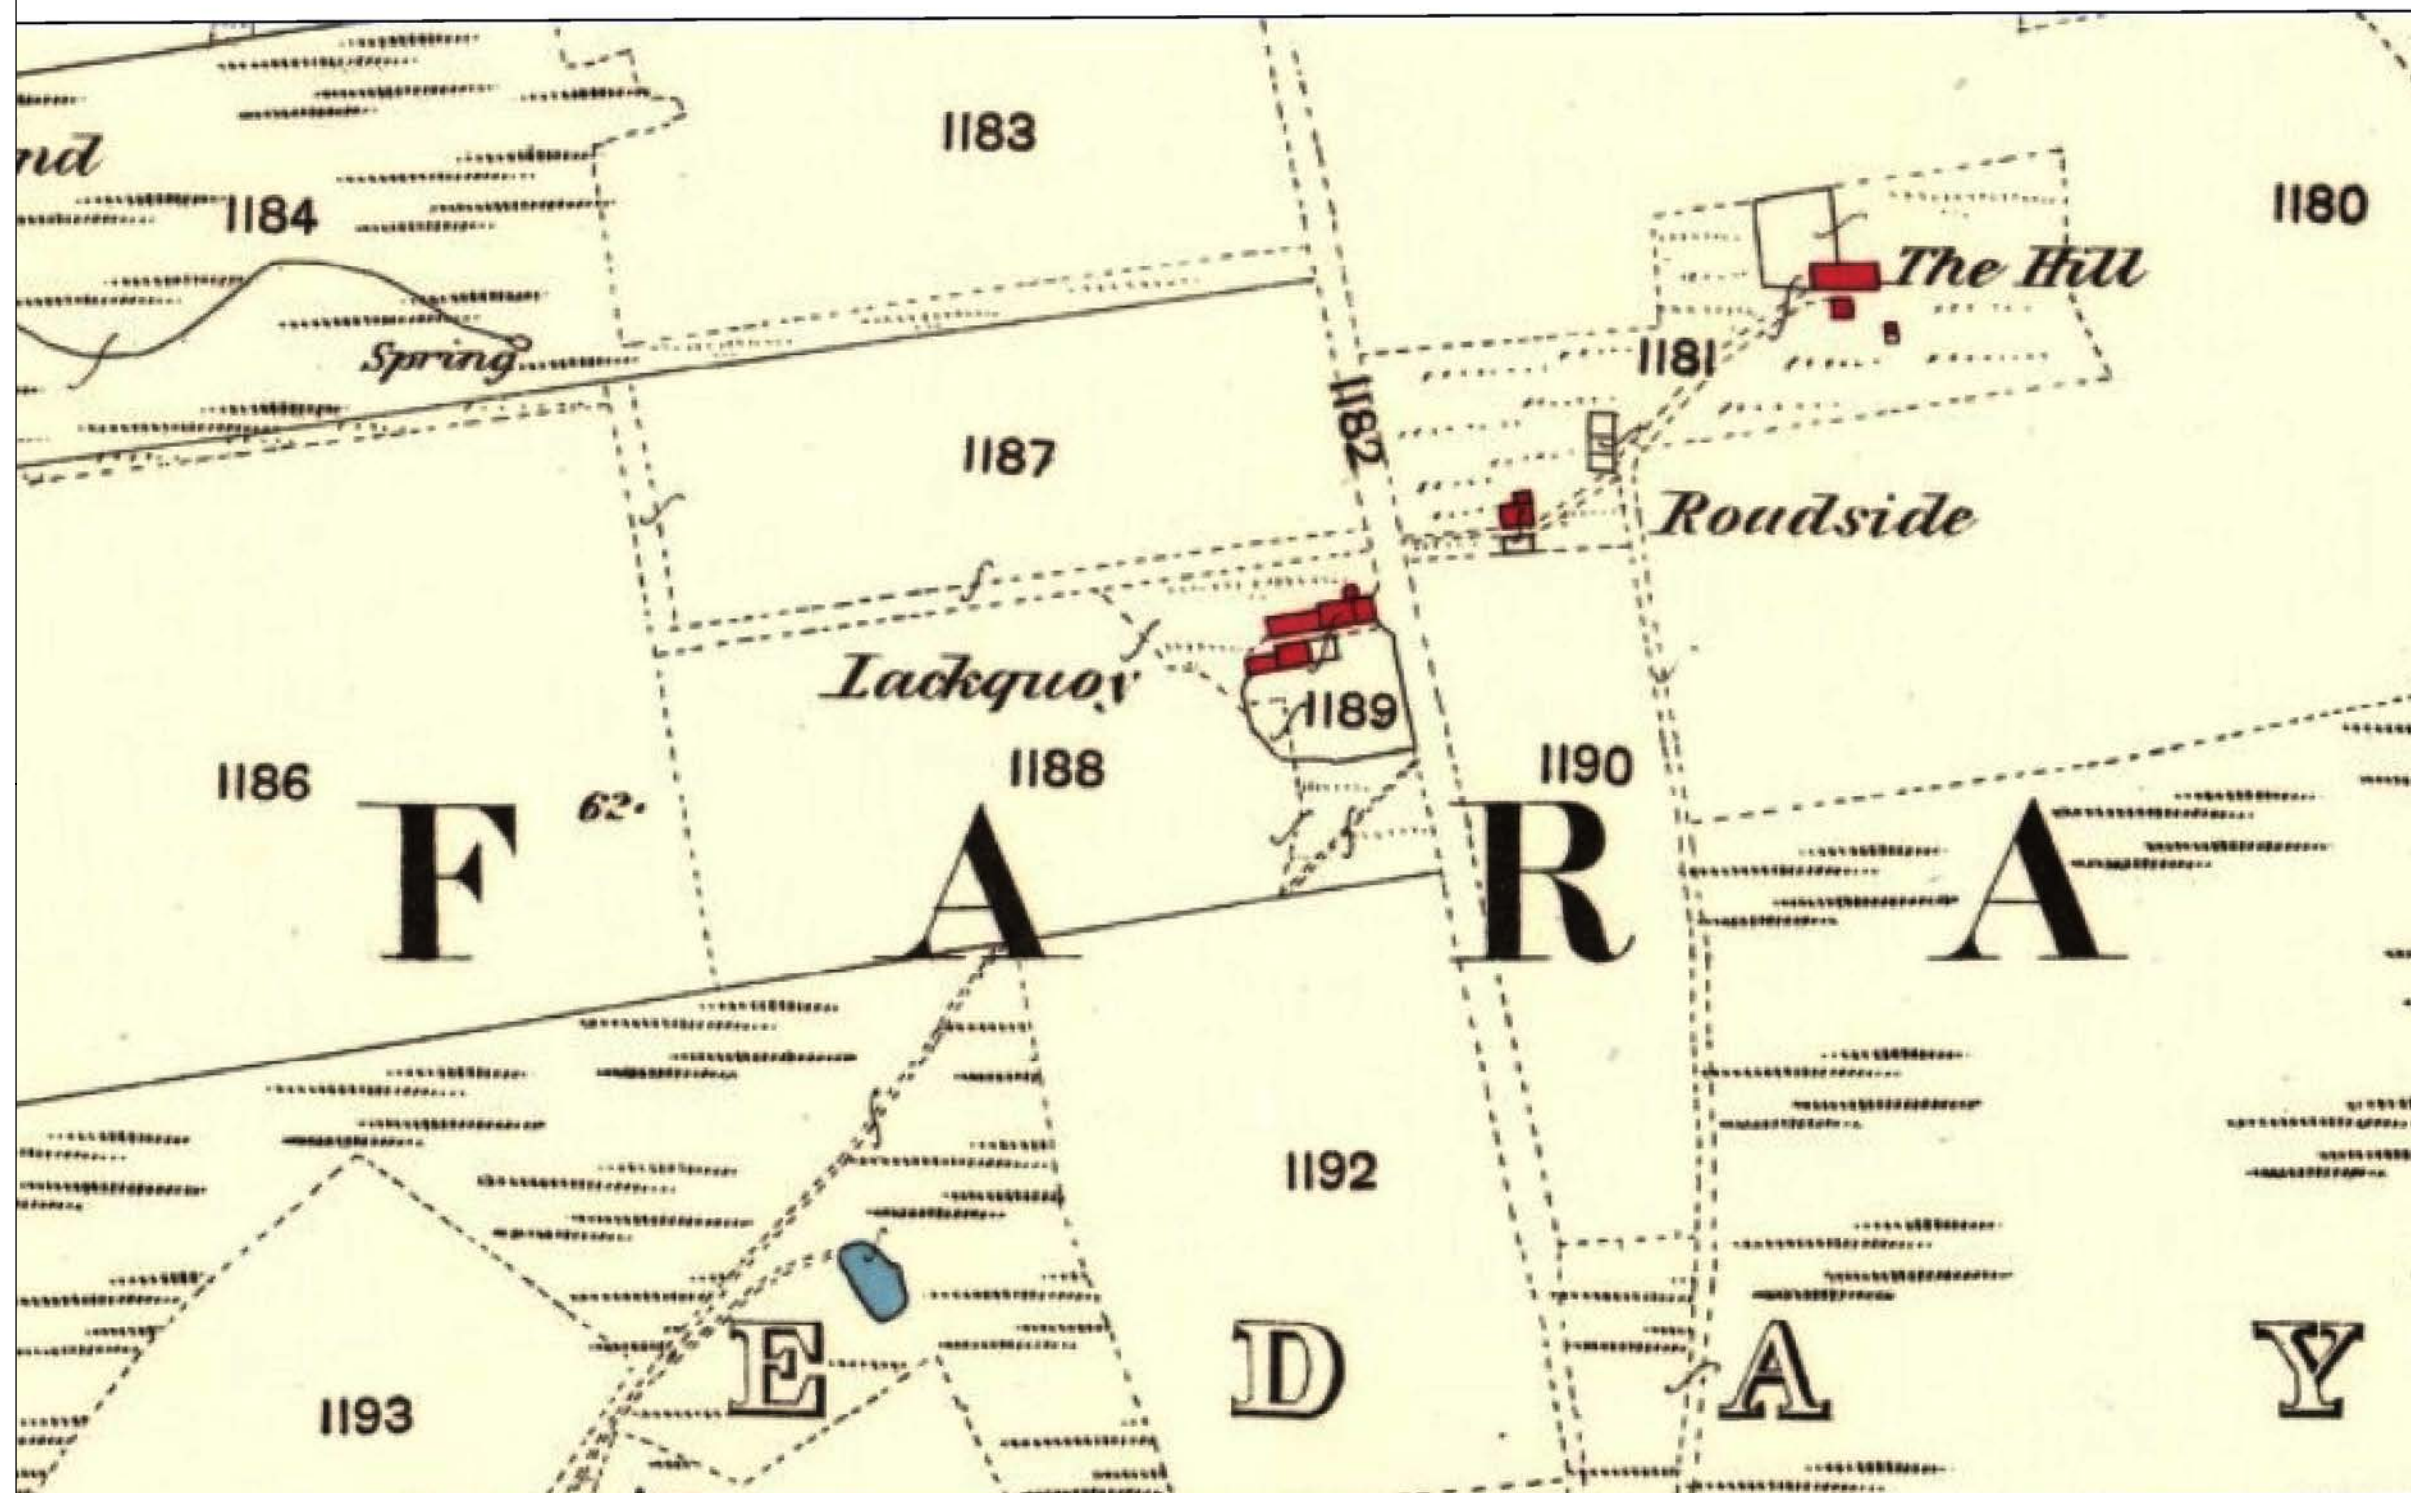 1183
nd
1184
1180
The Hill
Spring
1181
1182
1187
Roadside
Lackquoy
1189
1186
62.
1188
1190
F A R A
1192
E D A Y
1193